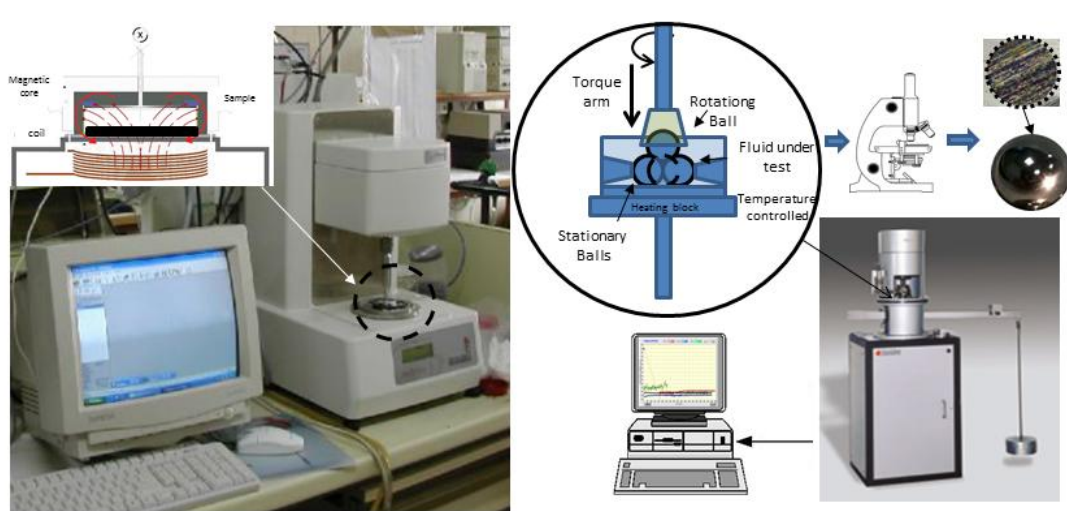 X
Magnetic
core
Sample
coil
Torque
arm
Rotationg
Ball
Fluid under
test
Heating block
Temperature
controlled
Stationary
Balls